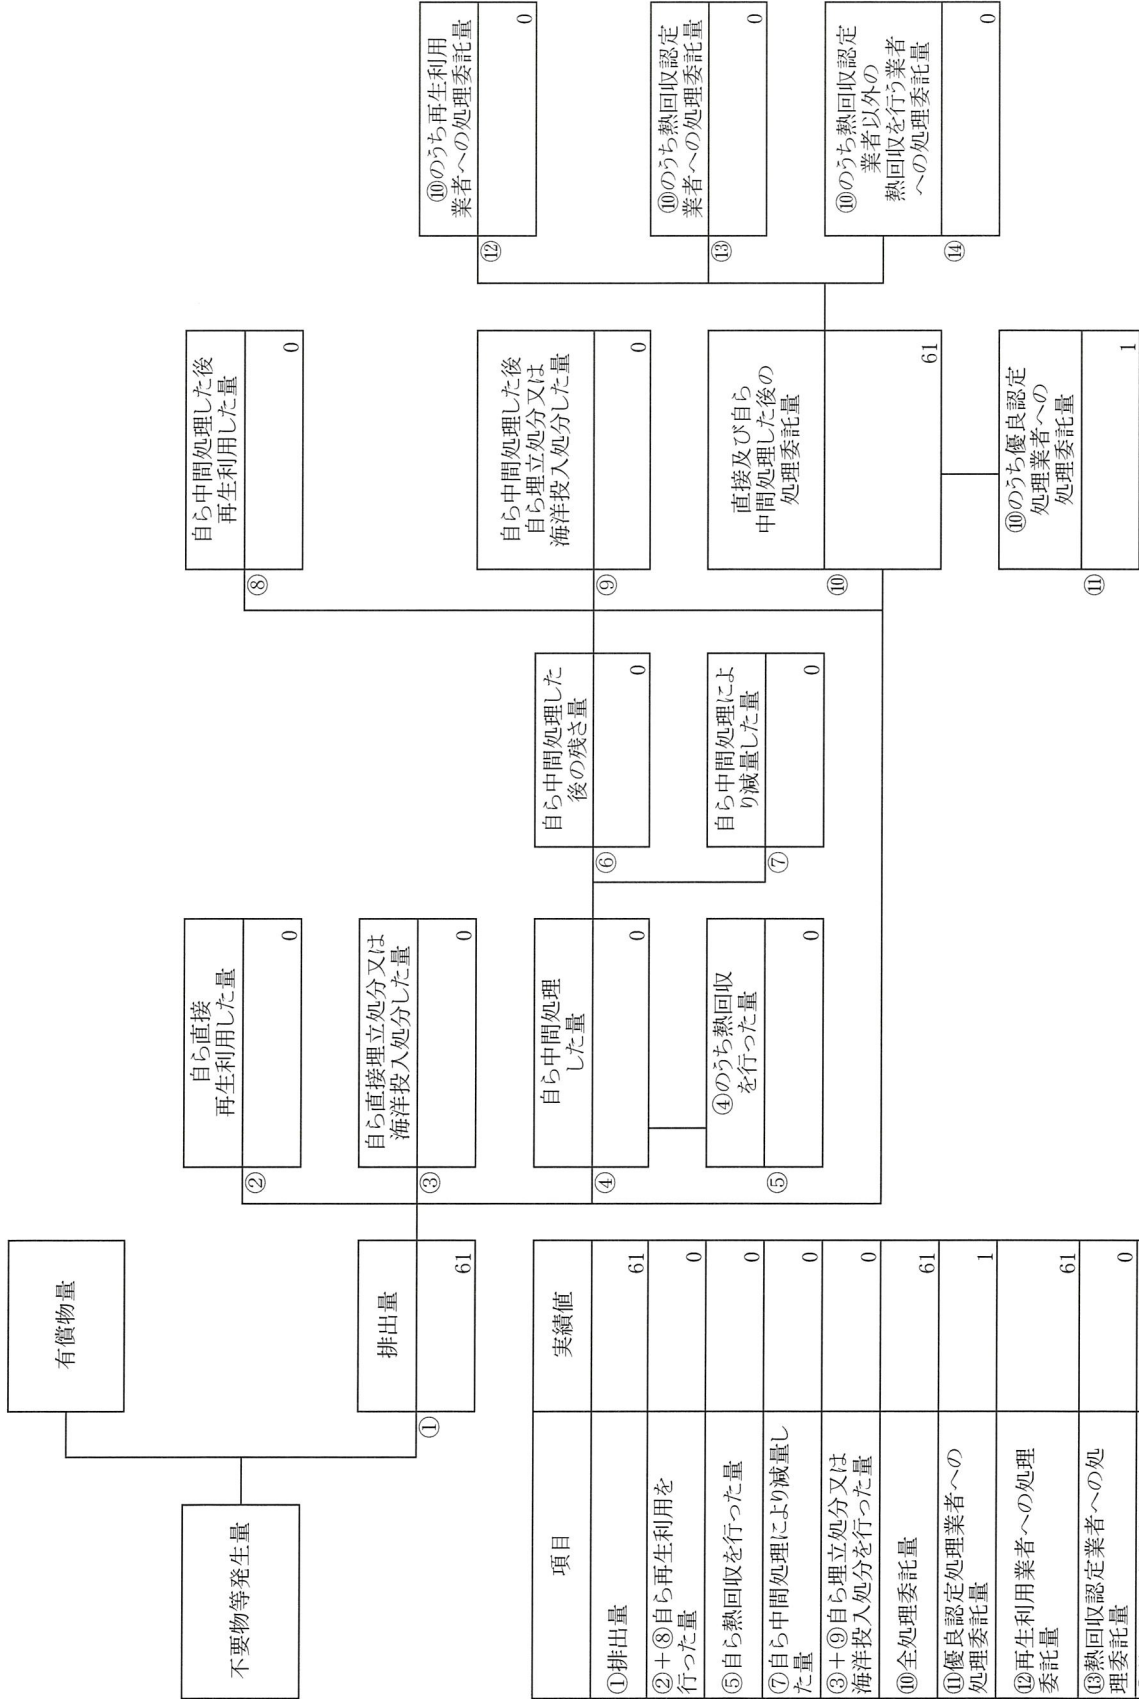 不要物等発生量
有償物量
①
排出量
61
②
自ら直接
再生利用した量
0
③
自ら直接埋立処分又は
海洋投入処分した量
0
④
自ら中間処理
した量
0
⑤
④のうち熱回収
を行った量
0
⑥
自ら中間処理した
後の残さ量
0
⑦
自ら中間処理によ
り減量した量
0
⑧
自ら中間処理した後
再生利用した量
0
⑨
自ら中間処理した後
自ら埋立処分又は
海洋投入処分した量
0
⑩
直接及び自ら
中間処理した後の
処理委託量
61
⑪
⑩のうち優良認定
処理業者への
処理委託量
1
⑫
⑩のうち再生利用
業者への処理委託量
0
⑬
⑩のうち熱回収認定
業者への処理委託量
0
⑭
⑩のうち熱回収認定
業者以外の
熱回収を行う業者
への処理委託量
0
項目 実績値
①排出量 61
②+⑧自ら再生利用を
行った量 0
⑤自ら熱回収を行った量 0
⑦自ら中間処理により減量し
た量 0
③+⑨自ら埋立処分又は
海洋投入処分を行った量 0
⑩全処理委託量 61
⑪優良認定処理業者への
処理委託量 1
⑫再生利用業者への処理
委託量 61
⑬熱回収認定業者への処
理委託量 0